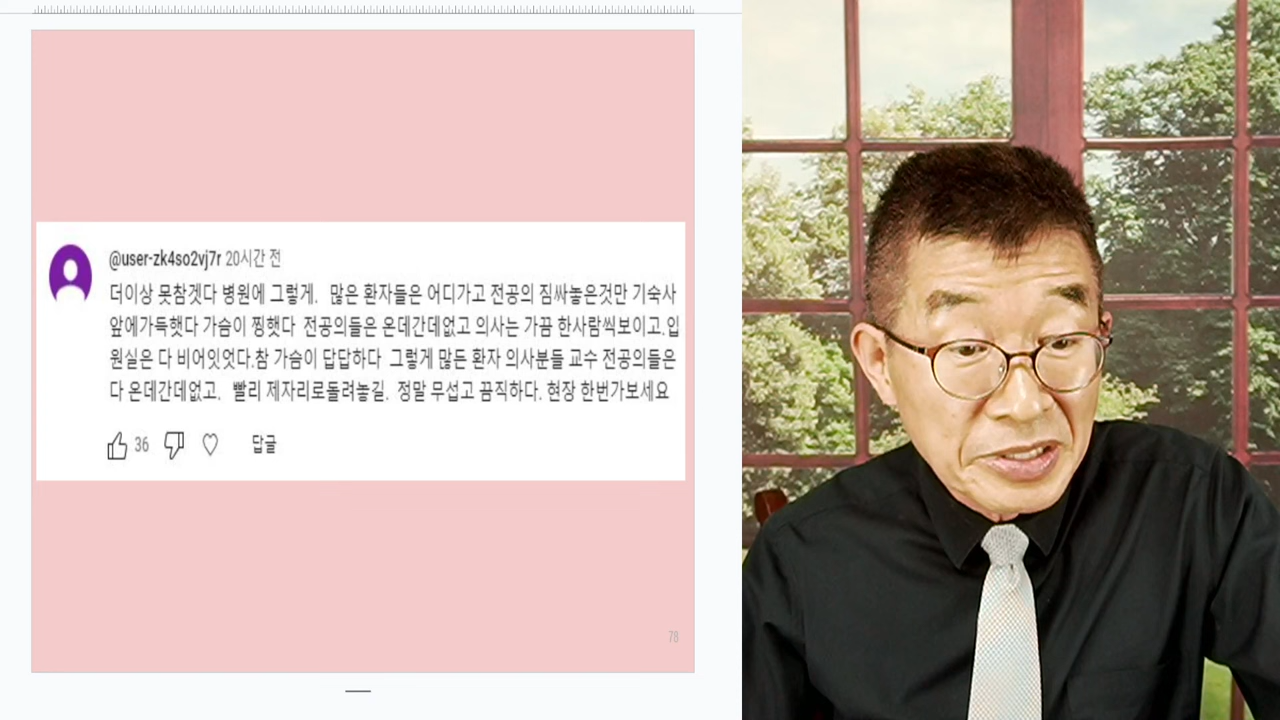 @user-zk4so2vj7r 20시간 전
더이상 못참겟다 병원에 그렇게. 많은 환자들은 어디가고 전공의 짐싸놓은것만 기숙사
앞에가득했다 가슴이 찡했다 전공의들은 온데간데없고 의사는 가끔 한사람씩보이고.입
원실은 다 비어잇엇다.참 가슴이 답답하다 그렇게 많든 환자 의사분들 교수 전공의들은
다 온데간데없고. 빨리 제자리로돌려놓길. 정말 무섭고 끔직하다. 현장 한번가보세요
36 답글
78